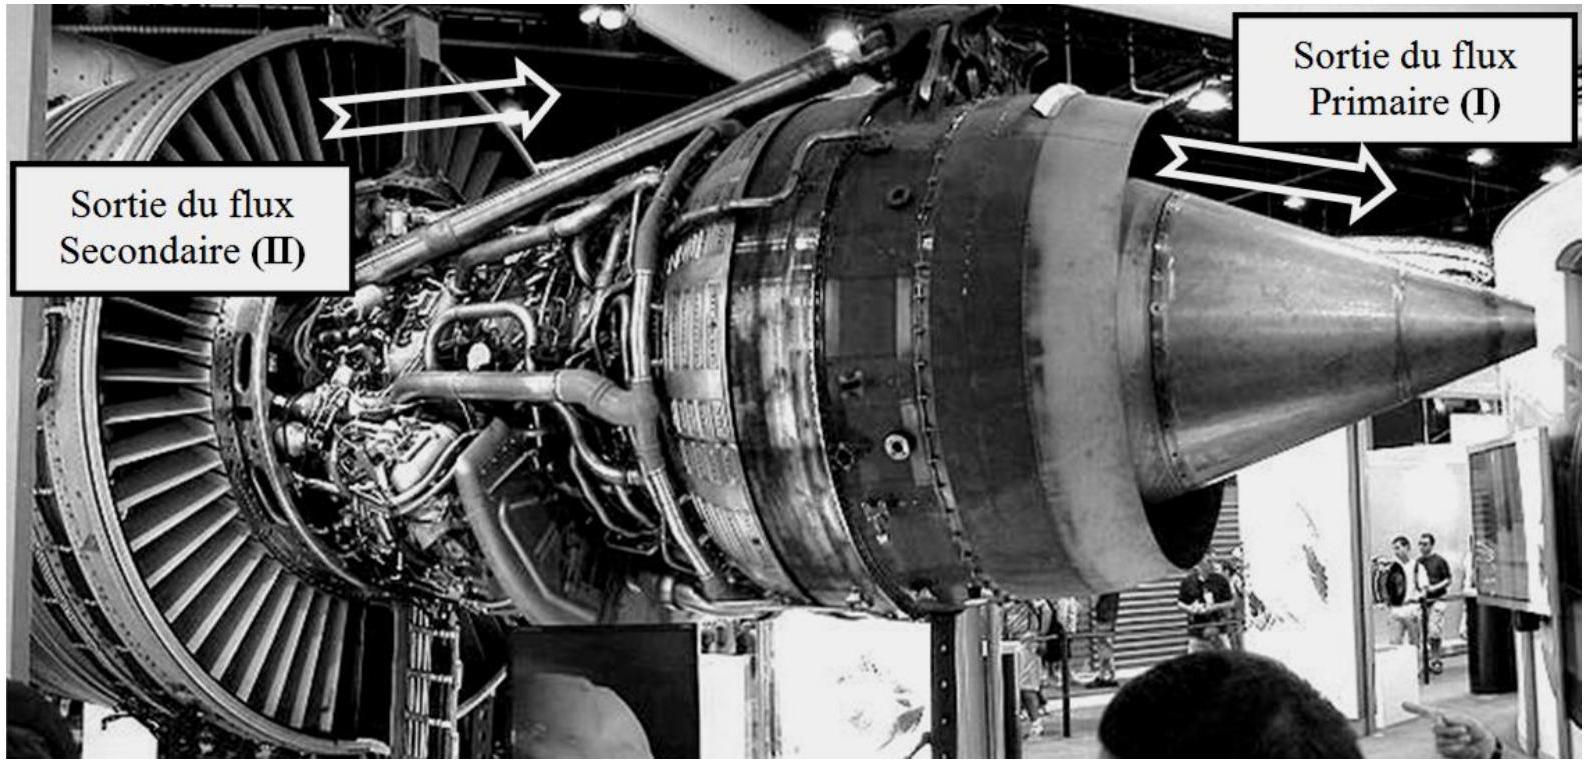 Sortie du flux
Primaire (I)
Sortie du flux
Secondaire (II)